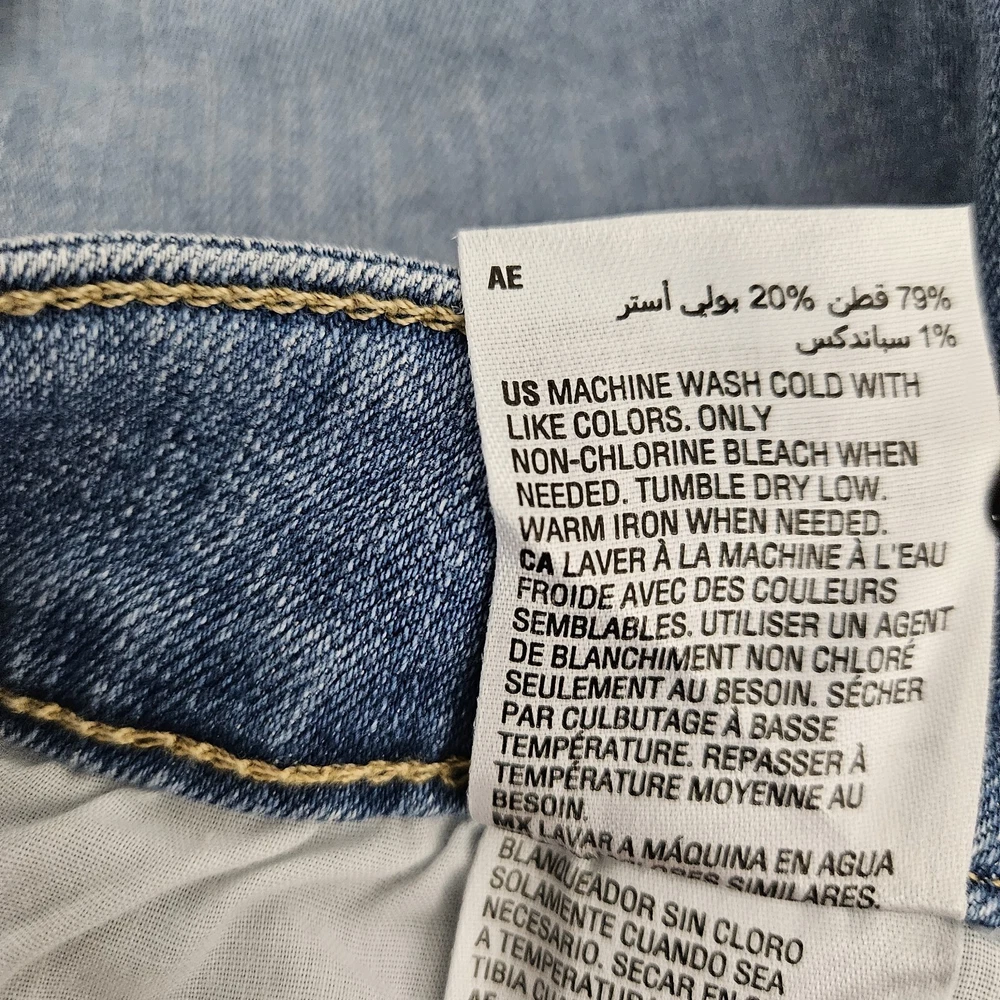 AE
79% قطن 20% بولي أستر
1% سباندكس
US MACHINE WASH COLD WITH
LIKE COLORS. ONLY
NON-CHLORINE BLEACH WHEN
NEEDED. TUMBLE DRY LOW.
WARM IRON WHEN NEEDED.
CA LAVER À LA MACHINE À L'EAU
FROIDE AVEC DES COULEURS
SEMBLABLES. UTILISER UN AGENT
DE BLANCHIMENT NON CHLORÉ
SEULEMENT AU BESOIN. SÉCHER
PAR CULBUTAGE À BASSE
TEMPÉRATURE. REPASSER À
TEMPÉRATURE MOYENNE AU
BESOIN.
MX LAVAR A MÁQUINA EN AGUA
SIMILARES.
BLANQUEADOR SIN CLORO
SOLAMENTE CUANDO SEA
NECESARIO. SECAR EN
A TEMPERATURA
TIBIA